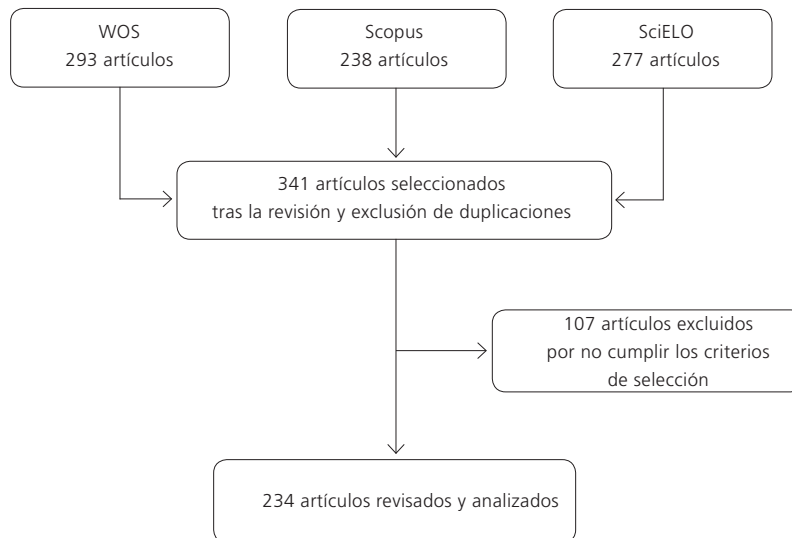 WOS
293 artículos
Scopus
238 artículos
SciELO
277 artículos
341 artículos seleccionados
tras la revisión y exclusión de duplicaciones
107 artículos excluidos
por no cumplir los criterios
de selección
234 artículos revisados y analizados